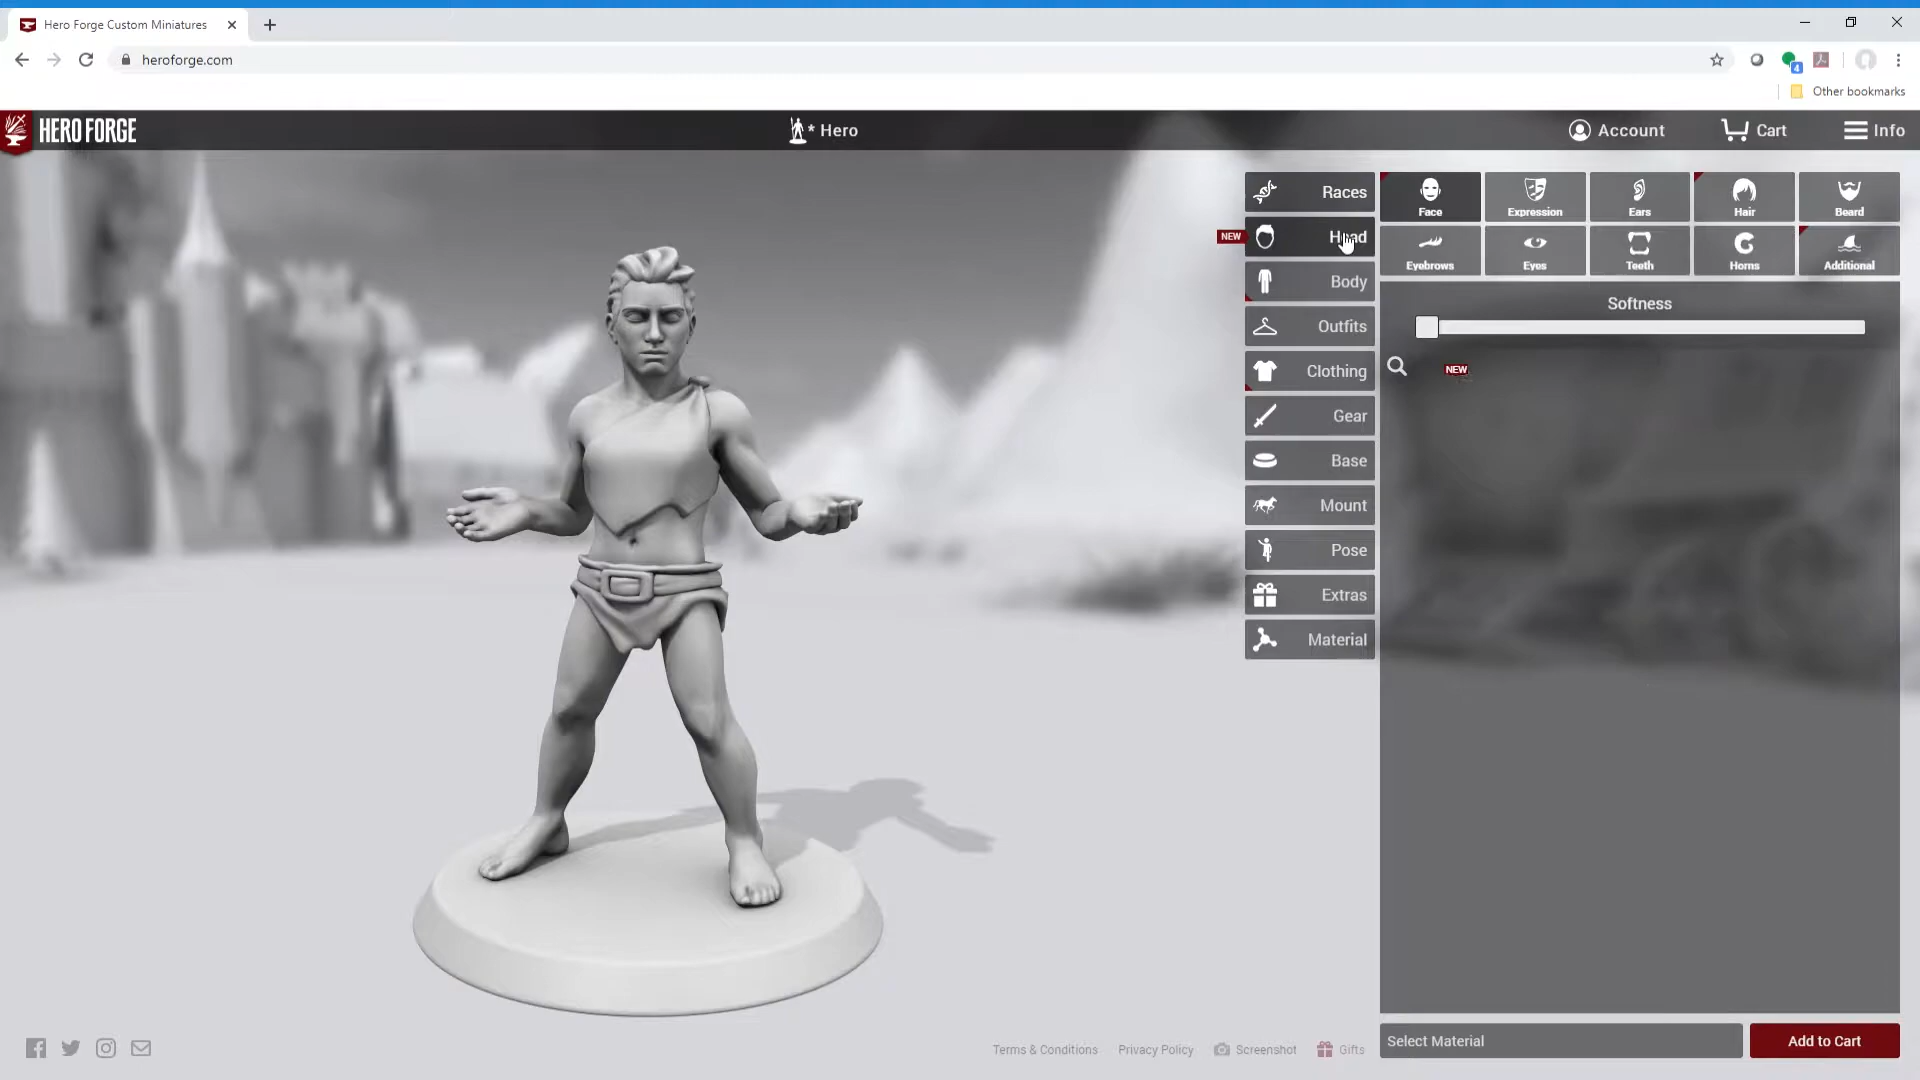 Hero Forge Custom Miniatures
heroforge.com
4
Other bookmarks
HERO FORGE
* Hero
Account
Cart
Info
Races
NEW
Head
Body
Outfits
Clothing
Gear
Base
Mount
Pose
Extras
Material
Face
Expression
Ears
Hair
Beard
Eyebrows
Eyes
Teeth
Horns
Additional
Softness
NEW
Terms & Conditions
Privacy Policy
Screenshot
Gifts
Select Material
Add to Cart